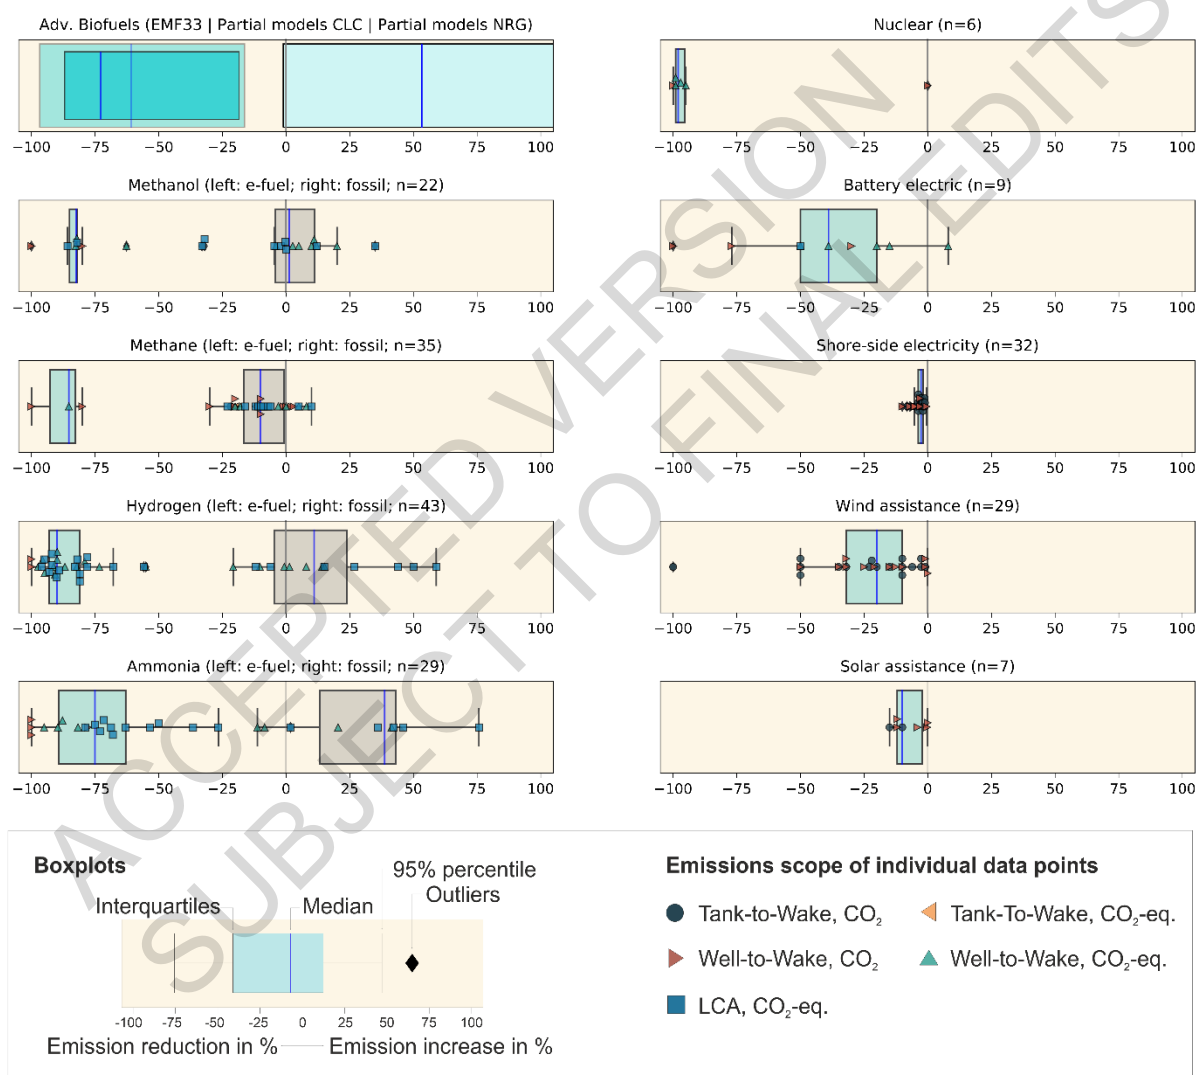 Adv. Biofuels (EMF33 | Partial models CLC | Partial models NRG)
−100 −75 −50 −25 0 25 50 75 100
Methanol (left: e-fuel; right: fossil; n=22)
−100 −75 −50 −25 0 25 50 75 100
Methane (left: e-fuel; right: fossil; n=35)
−100 −75 −50 −25 0 25 50 75 100
Hydrogen (left: e-fuel; right: fossil; n=43)
−100 −75 −50 −25 0 25 50 75 100
Ammonia (left: e-fuel; right: fossil; n=29)
−100 −75 −50 −25 0 25 50 75 100
Nuclear (n=6)
−100 −75 −50 −25 0 25 50 75 100
Battery electric (n=9)
−100 −75 −50 −25 0 25 50 75 100
Shore-side electricity (n=32)
−100 −75 −50 −25 0 25 50 75 100
Wind assistance (n=29)
−100 −75 −50 −25 0 25 50 75 100
Solar assistance (n=7)
−100 −75 −50 −25 0 25 50 75 100
Boxplots
95% percentile
Outliers
Interquartiles
Median
-100 -75 -50 -25 0 25 50 75 100
Emission reduction in %
Emission increase in %
Emissions scope of individual data points
Tank-to-Wake, CO₂
Tank-To-Wake, CO₂-eq.
Well-to-Wake, CO₂
Well-to-Wake, CO₂-eq.
LCA, CO₂-eq.
ACCEPTED VERSION
SUBJECT TO FINAL EDITS